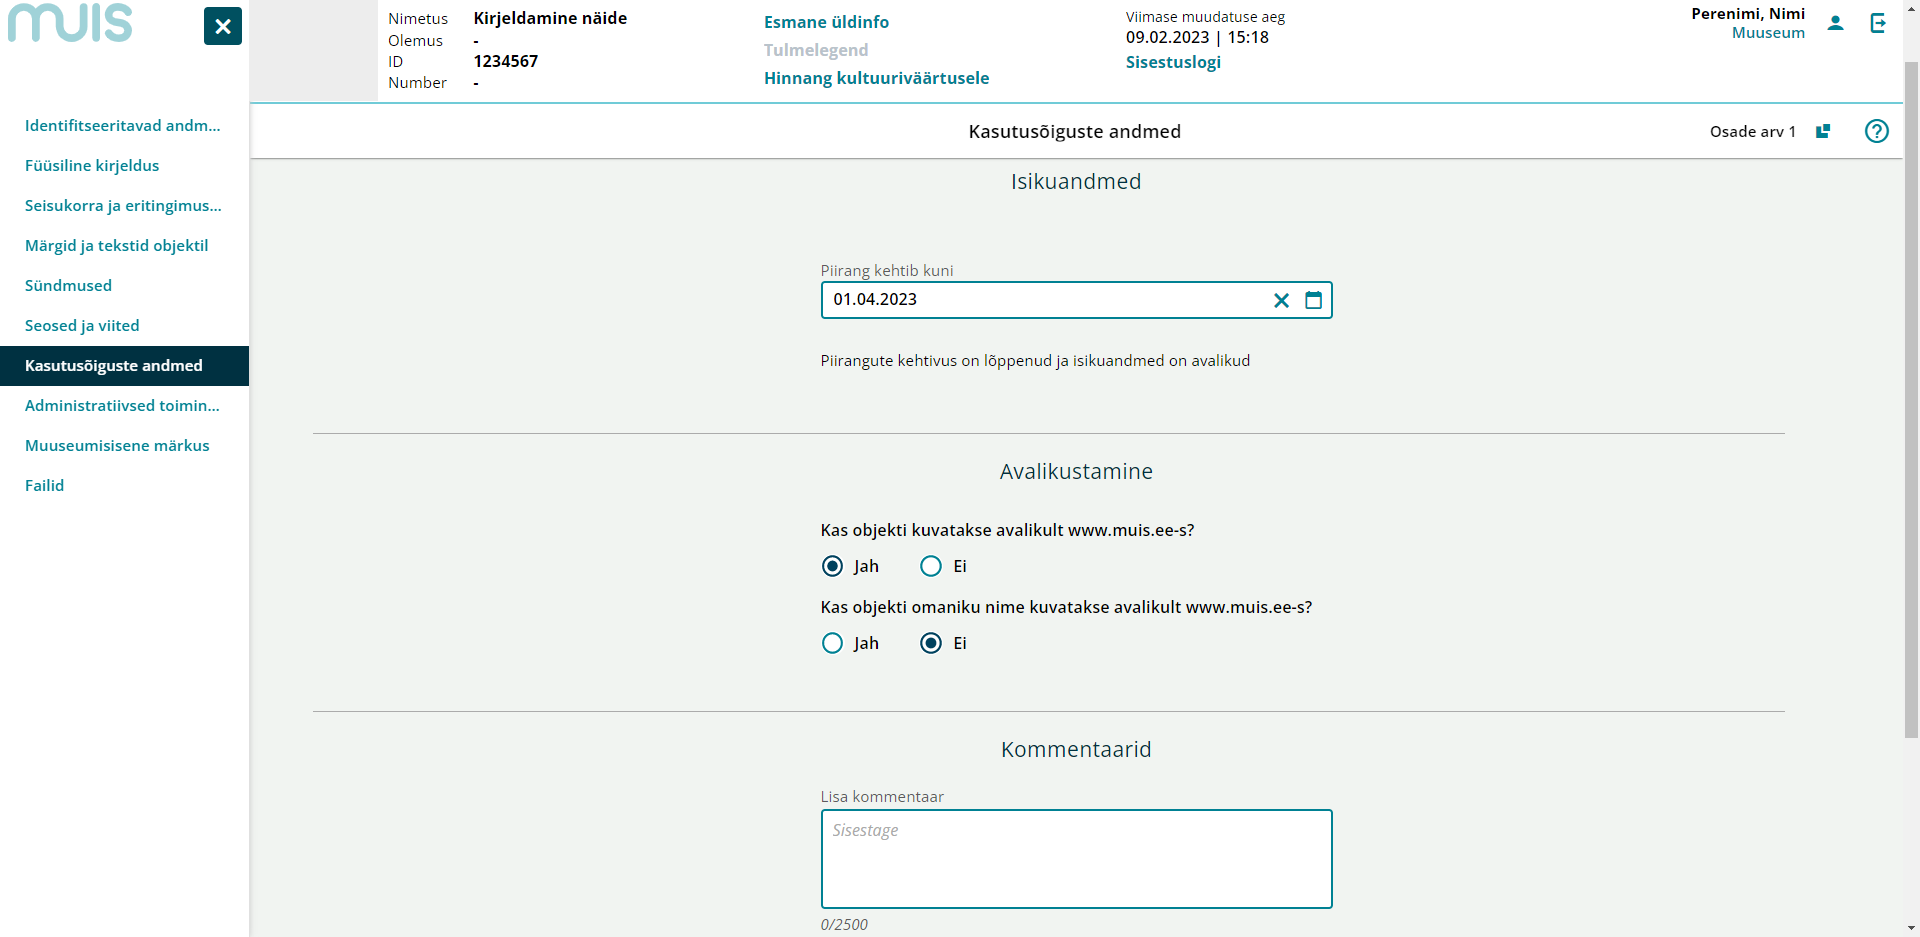 muis
Identifitseeritavad andm...
Füüsiline kirjeldus
Seisukorra ja eritingimus...
Märgid ja tekstid objektil
Sündmused
Seosed ja viited
Kasutusõiguste andmed
Administratiivsed toimin...
Muuseumisisene märkus
Failid
Nimetus Kirjeldamine näide
Olemus -
ID 1234567
Number -
Esmane üldinfo
Tulmelegend
Hinnang kultuuriväärtusele
Viimase muudatuse aeg
09.02.2023 | 15:18
Sisestuslogi
Perenimi, Nimi
Muuseum
Kasutusõiguste andmed
Osade arv 1
?
Isikuandmed
Piirang kehtib kuni
01.04.2023
Piirangute kehtivus on lõppenud ja isikuandmed on avalikud
Avalikustamine
Kas objekti kuvatakse avalikult www.muis.ee-s?
Jah Ei
Kas objekti omaniku nime kuvatakse avalikult www.muis.ee-s?
Jah Ei
Kommentaarid
Lisa kommentaar
Sisestage
0/2500